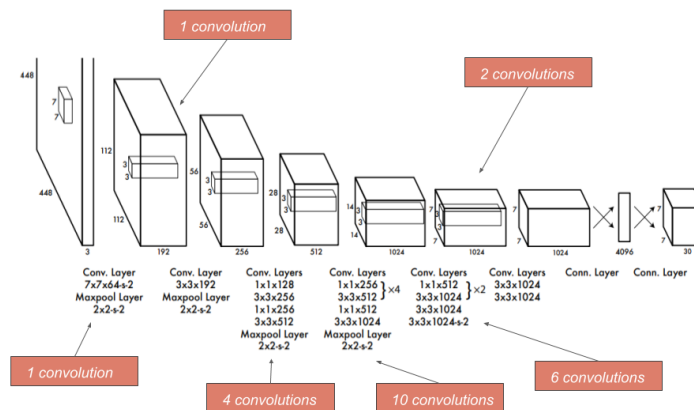 1 convolution
2 convolutions
448
7
7
448
3
112
3
3
112
192
56
3
3
56
256
28
3
3
28
512
14
3
3
14
1024
7
3
3
7
1024
7
7
1024
4096
7
7
30
Conv. Layer
7x7x64-s-2
Maxpool Layer
2x2-s-2
Conv. Layer
3x3x192
Maxpool Layer
2x2-s-2
Conv. Layers
1x1x128
3x3x256
1x1x256
3x3x512
Maxpool Layer
2x2-s-2
Conv. Layers
1x1x256
3x3x512
} ×4
1x1x512
3x3x1024
Maxpool Layer
2x2-s-2
Conv. Layers
1x1x512
3x3x1024
} ×2
3x3x1024
3x3x1024-s-2
Conv. Layers
3x3x1024
3x3x1024
Conn. Layer
Conn. Layer
1 convolution
4 convolutions
10 convolutions
6 convolutions